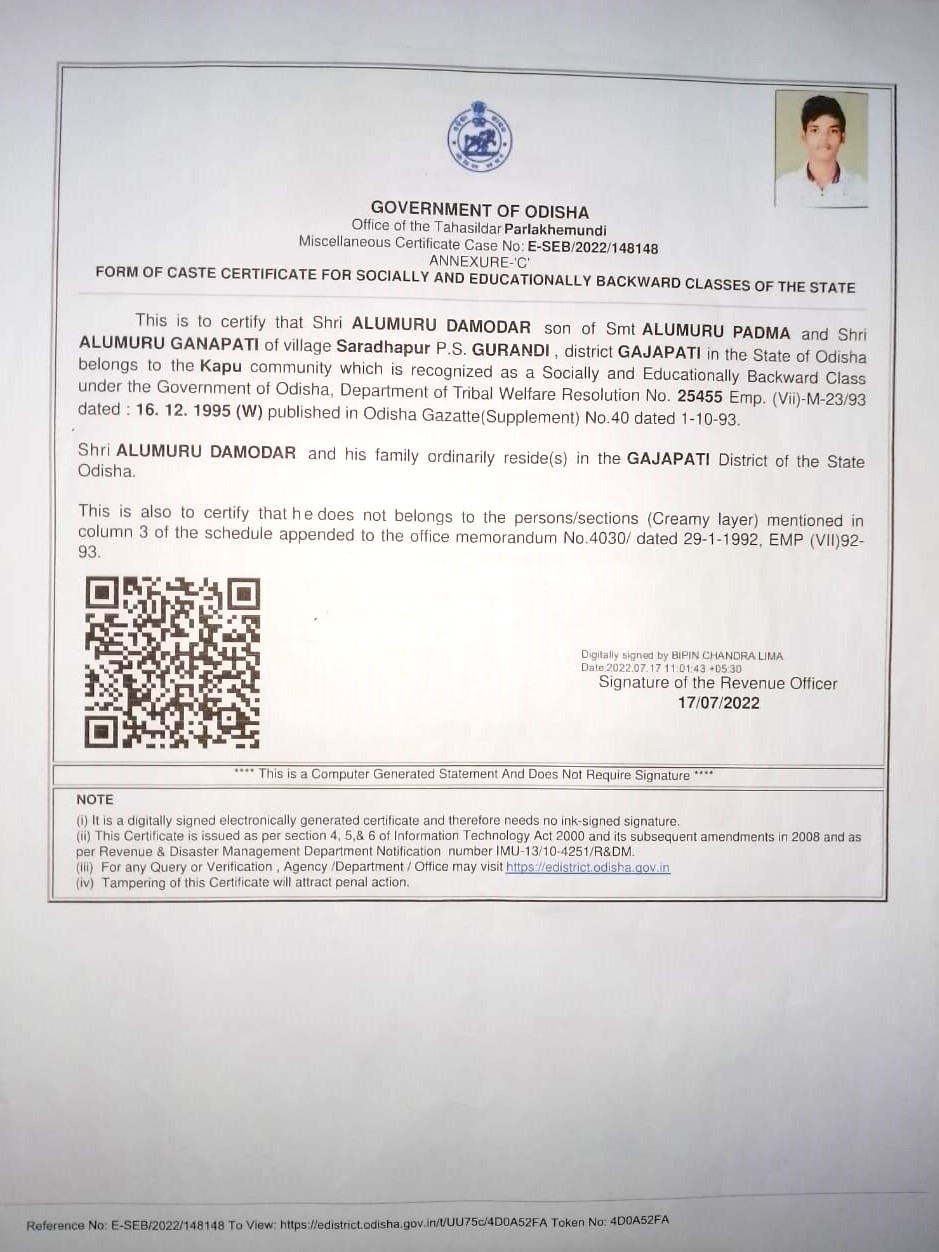 GOVERNMENT OF ODISHA
Office of the Tahasildar Parlakhemundi
Miscellaneous Certificate Case No: E-SEB/2022/148148
ANNEXURE-'C'
FORM OF CASTE CERTIFICATE FOR SOCIALLY AND EDUCATIONALLY BACKWARD CLASSES OF THE STATE
This is to certify that Shri ALUMURU DAMODAR son of Smt ALUMURU PADMA and Shri
ALUMURU GANAPATI of village Saradhapur P.S. GURANDI , district GAJAPATI in the State of Odisha
belongs to the Kapu community which is recognized as a Socially and Educationally Backward Class
under the Government of Odisha, Department of Tribal Welfare Resolution No. 25455 Emp. (Vii)-M-23/93
dated : 16. 12. 1995 (W) published in Odisha Gazatte(Supplement) No.40 dated 1-10-93.
Shri ALUMURU DAMODAR and his family ordinarily reside(s) in the GAJAPATI District of the State
Odisha.
This is also to certify that he does not belongs to the persons/sections (Creamy layer) mentioned in
column 3 of the schedule appended to the office memorandum No.4030/ dated 29-1-1992, EMP (VII)92-
93.
Digitally signed by BIPIN CHANDRA LIMA
Date:2022.07.17 11:01:43 +05:30
Signature of the Revenue Officer
17/07/2022
**** This is a Computer Generated Statement And Does Not Require Signature ****
NOTE
(i) It is a digitally signed electronically generated certificate and therefore needs no ink-signed signature.
(ii) This Certificate is issued as per section 4, 5,& 6 of Information Technology Act 2000 and its subsequent amendments in 2008 and as
per Revenue & Disaster Management Department Notification number IMU-13/10-4251/R&DM.
(iii) For any Query or Verification , Agency /Department / Office may visit https://edistrict.odisha.gov.in
(iv) Tampering of this Certificate will attract penal action.
Reference No: E-SEB/2022/148148 To View: https://edistrict.odisha.gov.in/t/UU75c/4D0A52FA Token No: 4D0A52FA